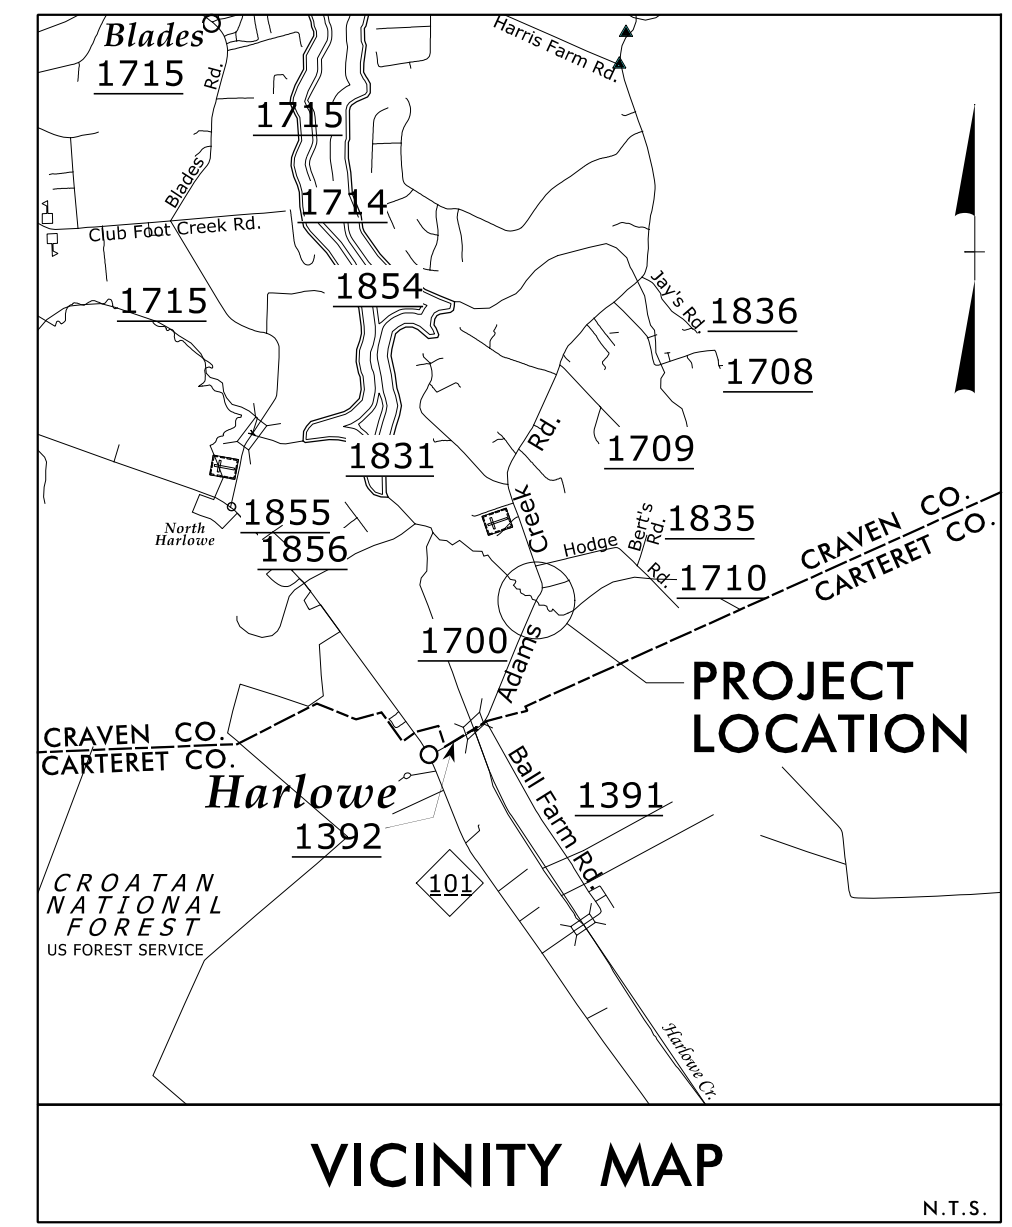 Blades
1715
Rd.
Harris Farm Rd.
1715
Blades
1714
Club Foot Creek Rd.
1854
1715
Jay's Rd.
1836
1708
Rd.
1709
1831
Creek
1855
North
Harlowe
1856
Bert's
Rd.
1835
Hodge
Rd.
1710
CRAVEN CO.
CARTERET CO.
1700
Adams
PROJECT
LOCATION
CRAVEN CO.
CARTERET CO.
Harlowe
1392
Ball Farm Rd.
1391
101
CROATAN
NATIONAL
FOREST
US FOREST SERVICE
Harlowe Cr.
VICINITY MAP
N.T.S.